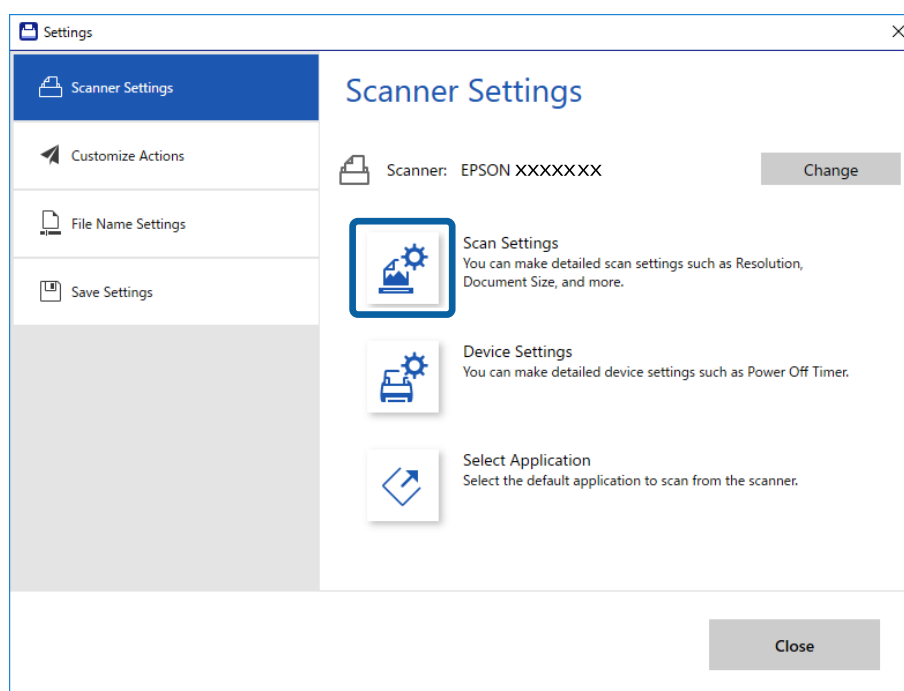 Settings
Scanner Settings
Customize Actions
File Name Settings
Save Settings
Scanner Settings
Scanner: EPSON XXXXXXX
Change
Scan Settings
You can make detailed scan settings such as Resolution,
Document Size, and more.
Device Settings
You can make detailed device settings such as Power Off Timer.
Select Application
Select the default application to scan from the scanner.
Close